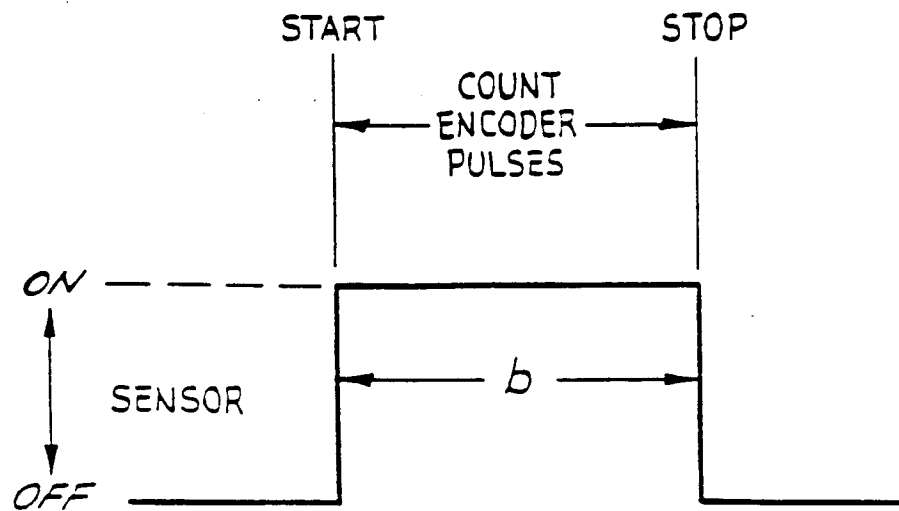 START
STOP
COUNT
ENCODER
PULSES
ON
b
SENSOR
OFF